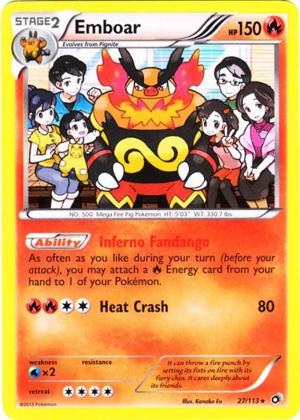 STAGE2
Emboar
HP150
Evolves from Pignite
NO. 500 Mega Fire Pig Pokémon HT: 5'03" WT: 330.7 lbs.
Ability Inferno Fandango
As often as you like during your turn (before your
attack), you may attach a Energy card from your
hand to 1 of your Pokémon.
Heat Crash 80
weakness resistance
×2
retreat
It can throw a fire punch by
setting its fists on fire with its
fiery chin. It cares deeply about
its friends.
©2013 Pokémon
Illus. Kanako Eo
27/113